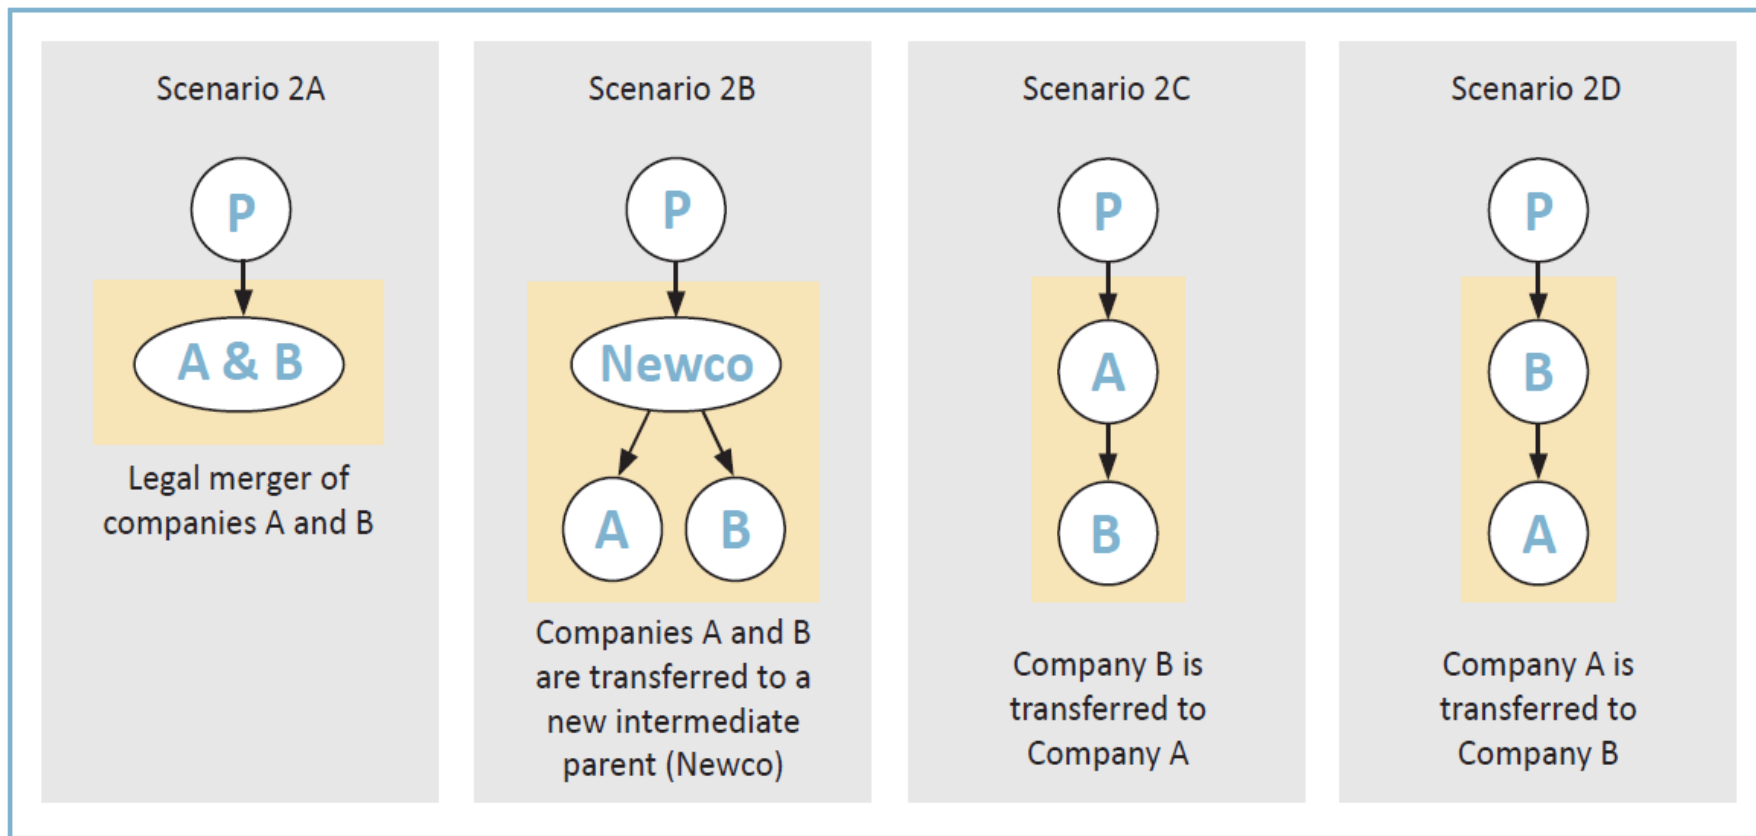 Scenario 2A
P
A & B
Legal merger of
companies A and B
Scenario 2B
P
Newco
A
B
Companies A and B
are transferred to a
new intermediate
parent (Newco)
Scenario 2C
P
A
B
Company B is
transferred to
Company A
Scenario 2D
P
B
A
Company A is
transferred to
Company B